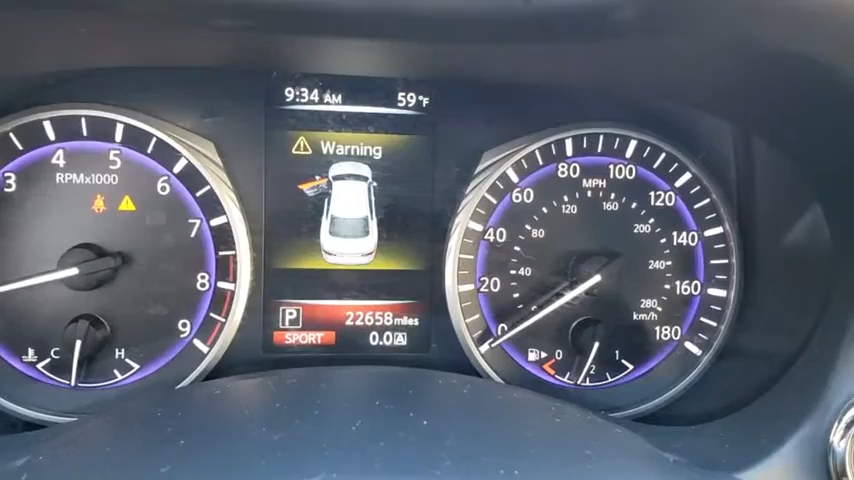 9:34 AM 59°F
Warning
P 22658 miles
SPORT 0.0 A
3 4 5 6 7 8 9
RPMx1000
C H
0 20 40 60 80 100 120 140 160 180
MPH
40 80 120 160 200 240 280
km/h
0 1/2 1